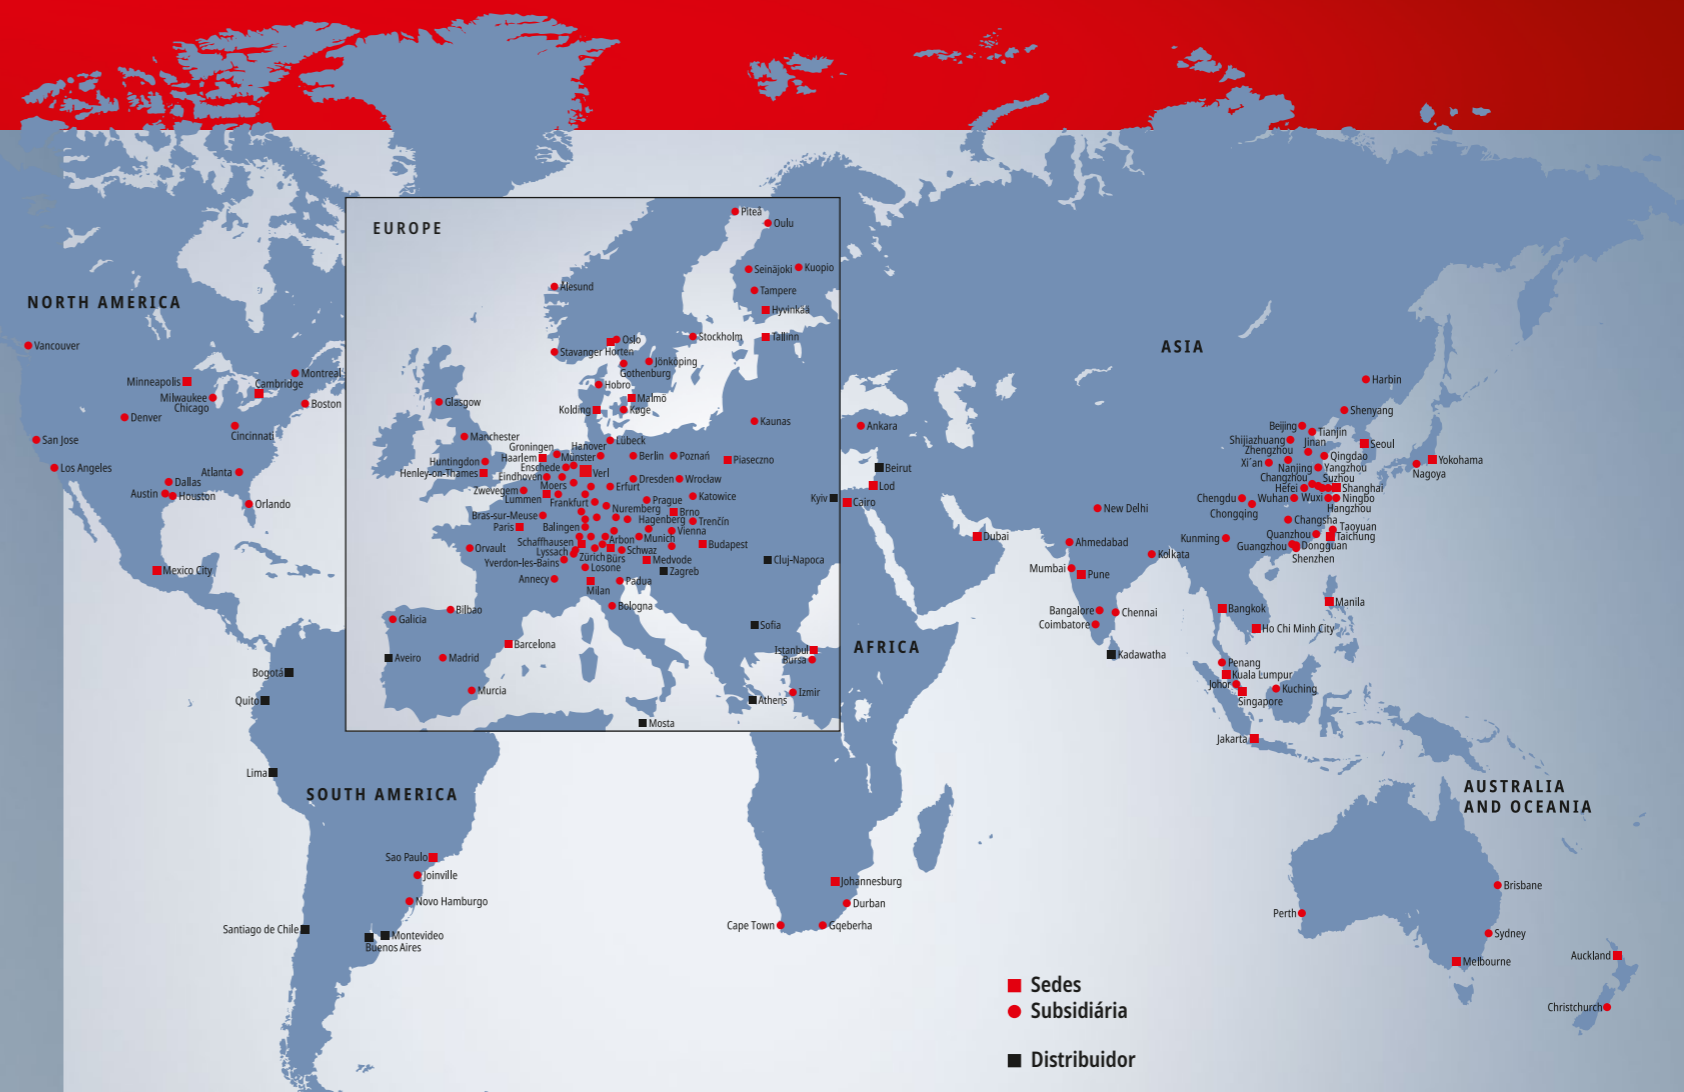 EUROPE
Piteå
Oulu
Seinäjoki
Kuopio
Ålesund
Tampere
Hyvinkää
Oslo
Stockholm
Tallinn
Stavanger
Horten
Jönköping
Gothenburg
Hobro
Malmö
Glasgow
Kolding
Køge
Kaunas
Manchester
Groningen
Hanover
Lübeck
Haarlem
Münster
Berlin
Poznań
Piaseczno
Huntingdon
Enschede
Verl
Henley-on-Thames
Eindhoven
Dresden
Wrocław
Moers
Erfurt
Zwevegem
Lummen
Frankfurt
Prague
Katowice
Kyiv
Nuremberg
Brno
Bras-sur-Meuse
Hagenberg
Trenčín
Paris
Balingen
Vienna
Schaffhausen
Arbon
Munich
Budapest
Orvault
Lyssach
Zürich
Bürs
Schwaz
Yverdon-les-Bains
Medvode
Cluj-Napoca
Losone
Zagreb
Annecy
Milan
Padua
Bilbao
Bologna
Galicia
Sofia
Barcelona
Istanbul
Aveiro
Madrid
Bursa
Murcia
Izmir
Athens
Mosta
NORTH AMERICA
Vancouver
Montreal
Minneapolis
Cambridge
Milwaukee
Chicago
Boston
Denver
Cincinnati
San Jose
Los Angeles
Atlanta
Dallas
Austin
Houston
Orlando
Mexico City
Bogotá
Quito
Lima
SOUTH AMERICA
Sao Paulo
Joinville
Novo Hamburgo
Santiago de Chile
Montevideo
Buenos Aires
AFRICA
Cairo
Johannesburg
Durban
Cape Town
Gqeberha
ASIA
Ankara
Beirut
Lod
Dubai
Harbin
Shenyang
Beijing
Tianjin
Shijiazhuang
Jinan
Seoul
Zhengzhou
Qingdao
Yokohama
Xi´an
Nanjing
Yangzhou
Nagoya
Changzhou
Suzhou
Hefei
Shanghai
Chengdu
Wuhan
Wuxi
Ningbo
Hangzhou
Chongqing
New Delhi
Changsha
Taoyuan
Quanzhou
Taichung
Kunming
Guangzhou
Dongguan
Shenzhen
Ahmedabad
Kolkata
Mumbai
Pune
Bangalore
Chennai
Coimbatore
Kadawatha
Bangkok
Manila
Ho Chi Minh City
Penang
Kuala Lumpur
Johor
Kuching
Singapore
Jakarta
AUSTRALIA
AND OCEANIA
Brisbane
Perth
Sydney
Melbourne
Auckland
Christchurch
Sedes
Subsidiária
Distribuidor